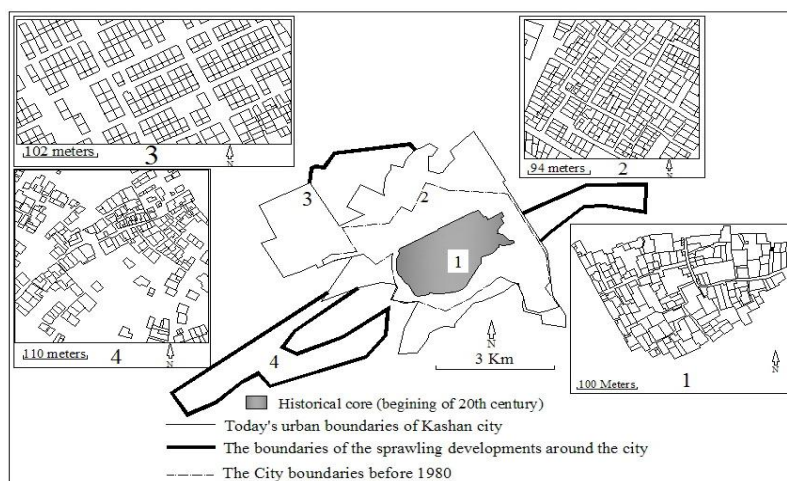 102 meters
3
N
94 meters
2
N
3
2
1
4
N
3 Km
110 meters
4
N
100 Meters
1
N
Historical core (begining of 20th century)
Today's urban boundaries of Kashan city
The boundaries of the sprawling developments around the city
The City boundaries before 1980